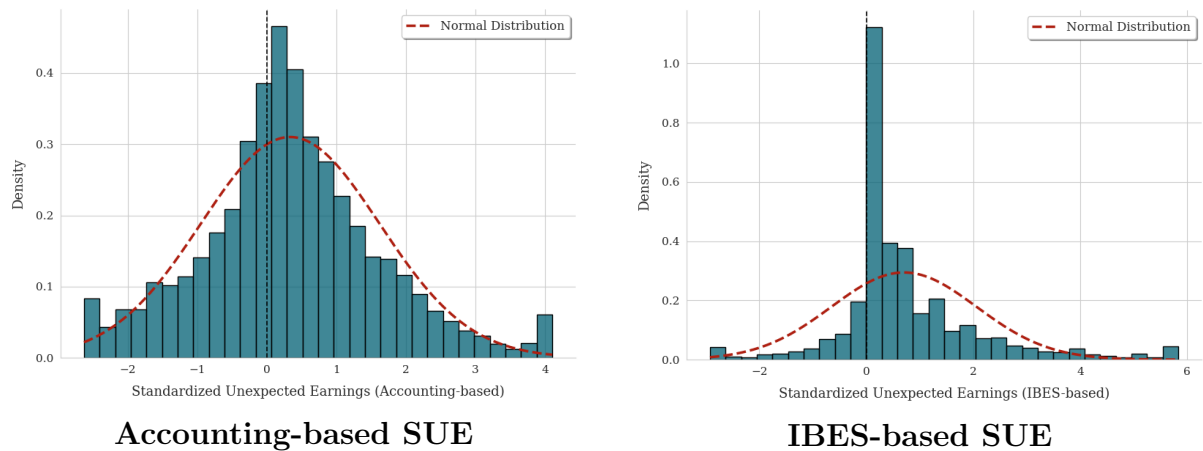 Normal Distribution
0.4
0.3
0.2
0.1
0.0
Density
−2
−1
0
1
2
3
4
Standardized Unexpected Earnings (Accounting-based)
Accounting-based SUE
Normal Distribution
1.0
0.8
0.6
0.4
0.2
0.0
Density
−2
0
2
4
6
Standardized Unexpected Earnings (IBES-based)
IBES-based SUE